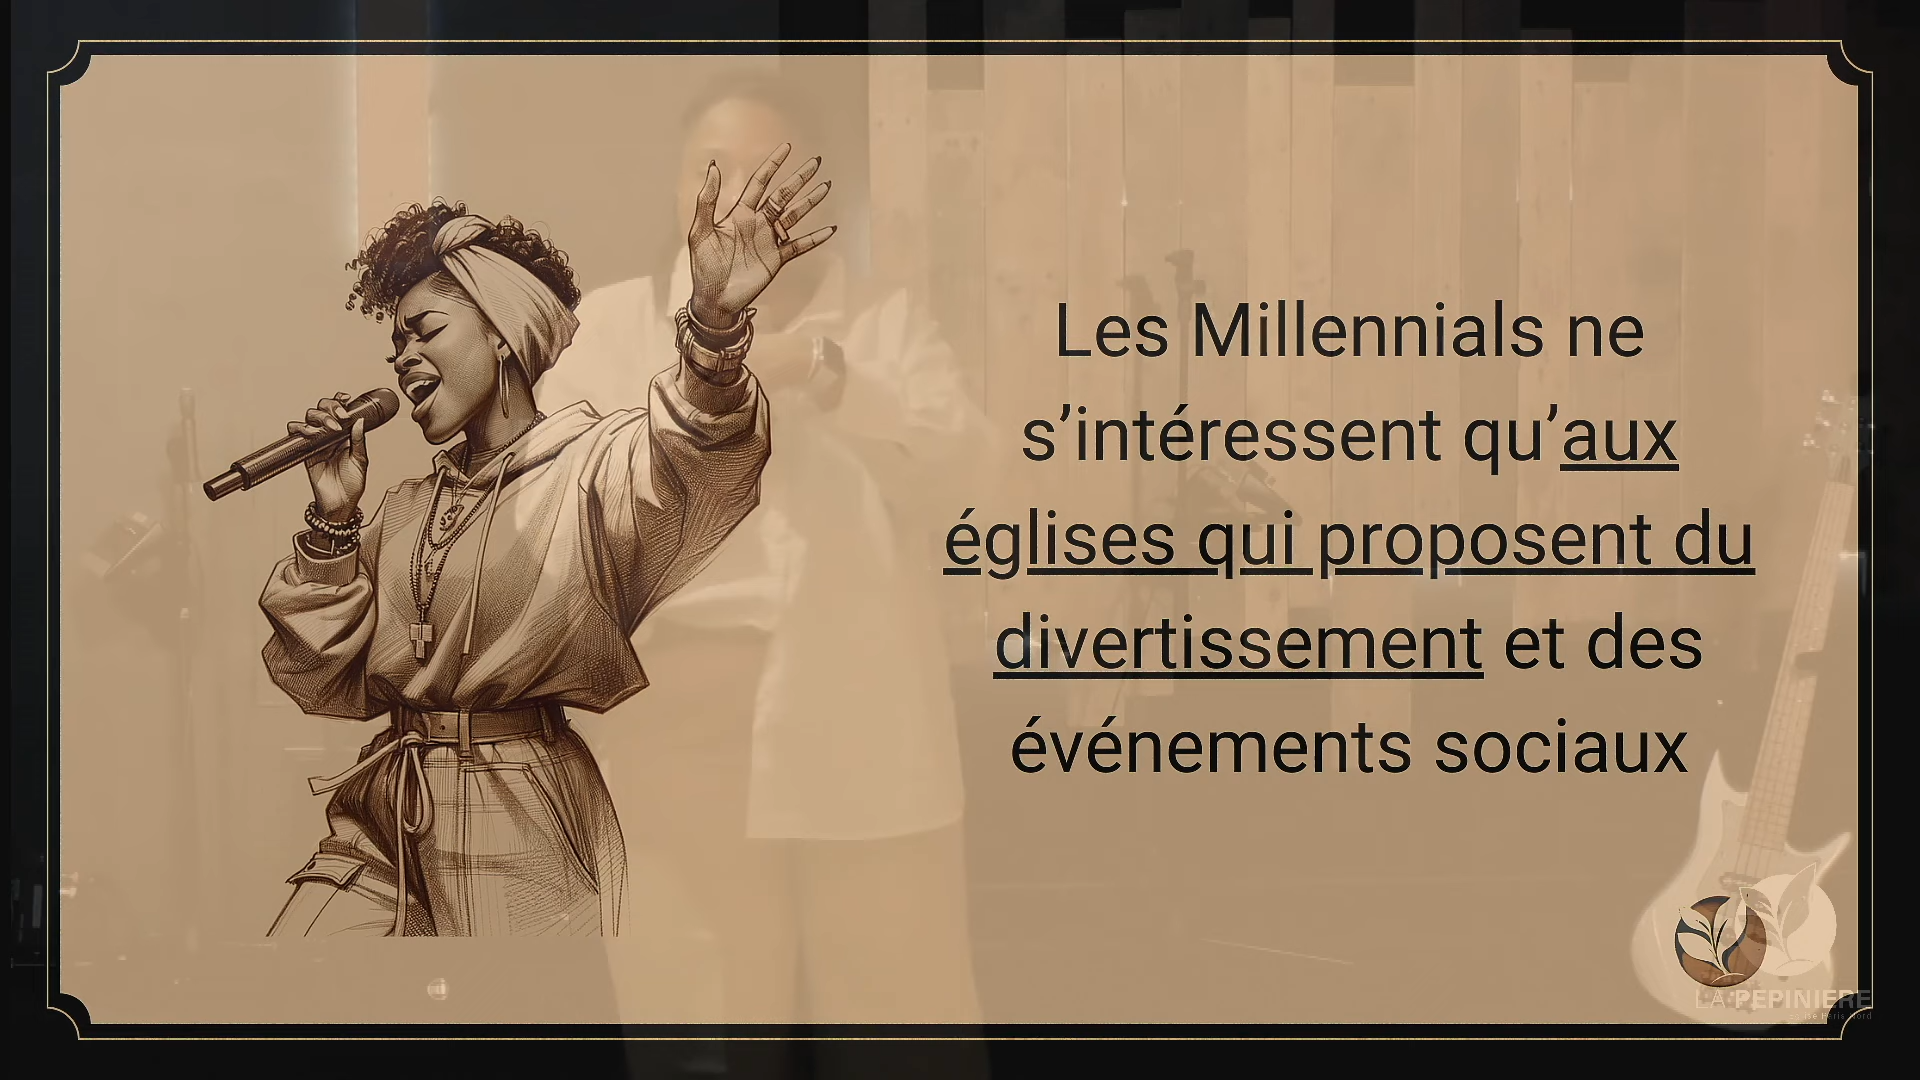 Les Millennials ne
s’intéressent qu’aux
églises qui proposent du
divertissement et des
événements sociaux
LA PEPINIERE